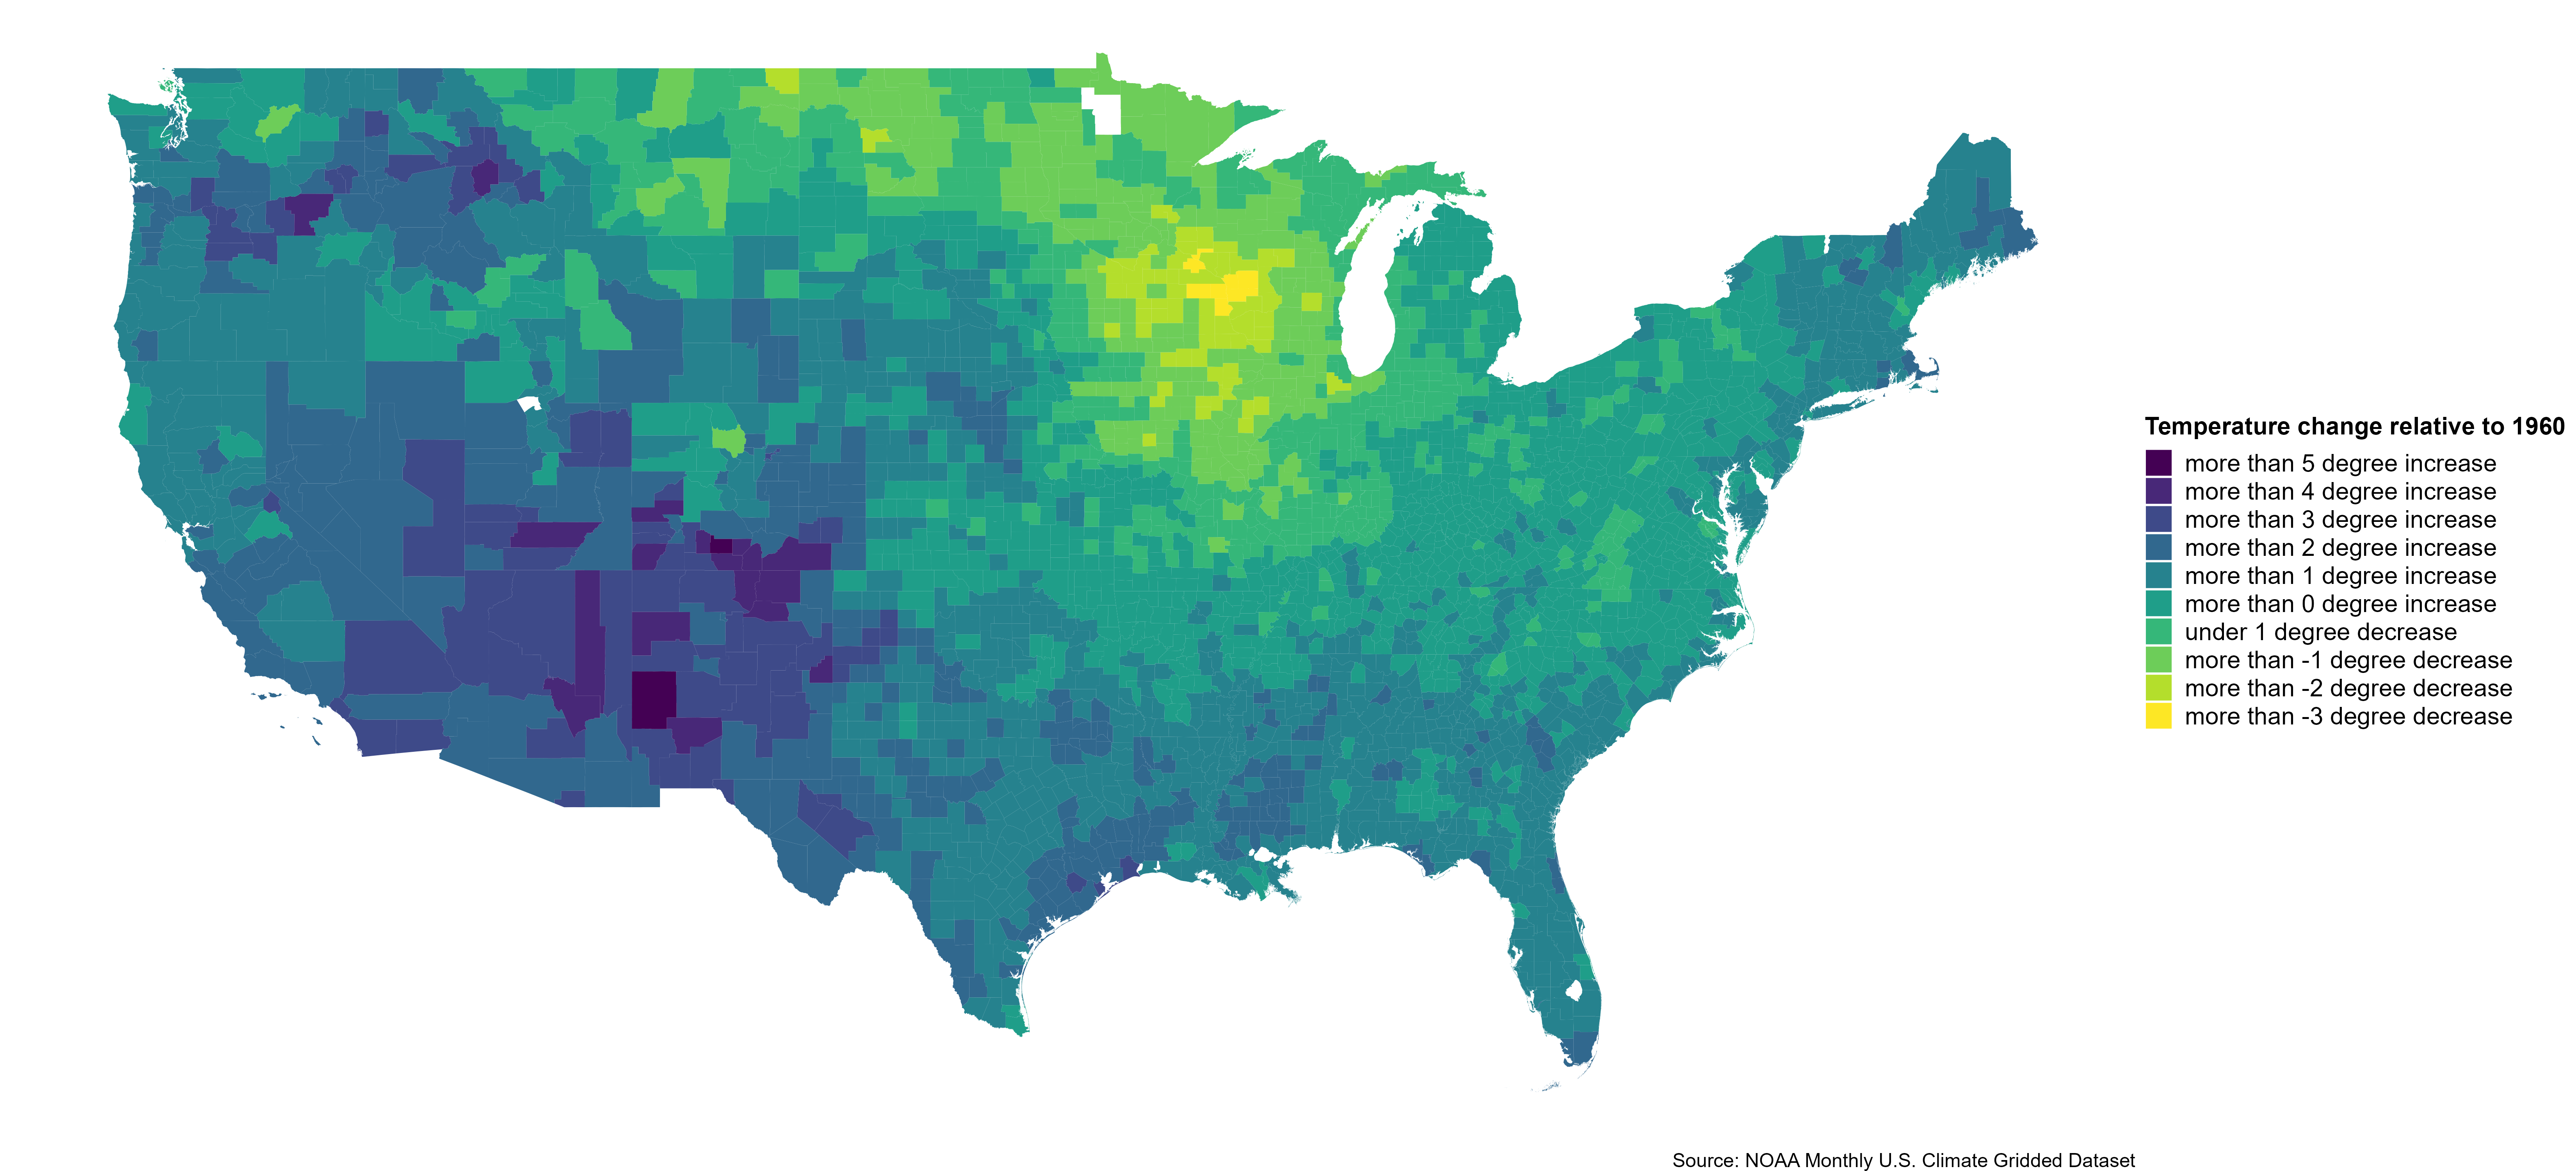 Temperature change relative to 1960
more than 5 degree increase
more than 4 degree increase
more than 3 degree increase
more than 2 degree increase
more than 1 degree increase
more than 0 degree increase
under 1 degree decrease
more than -1 degree decrease
more than -2 degree decrease
more than -3 degree decrease
Source: NOAA Monthly U.S. Climate Gridded Dataset